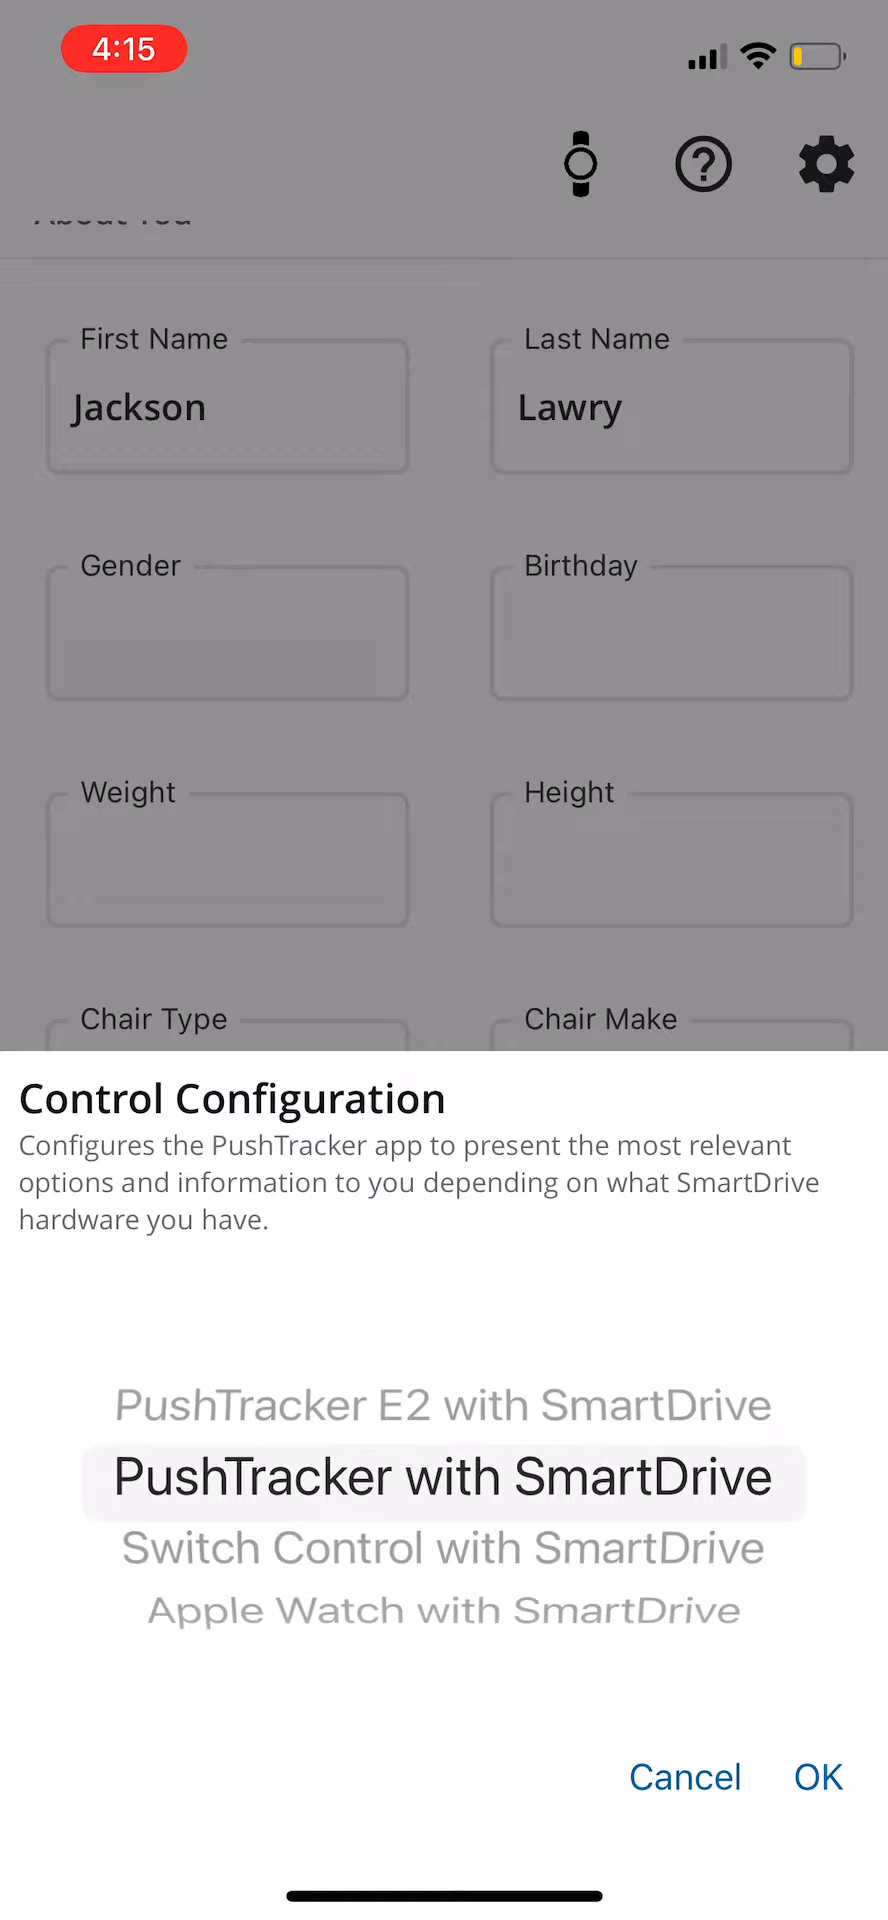 4:15
About You
First Name
Last Name
Jackson
Lawry
Gender
Birthday
Weight
Height
Chair Type
Chair Make
Control Configuration
Configures the PushTracker app to present the most relevant
options and information to you depending on what SmartDrive
hardware you have.
PushTracker E2 with SmartDrive
PushTracker with SmartDrive
Switch Control with SmartDrive
Apple Watch with SmartDrive
Cancel
OK